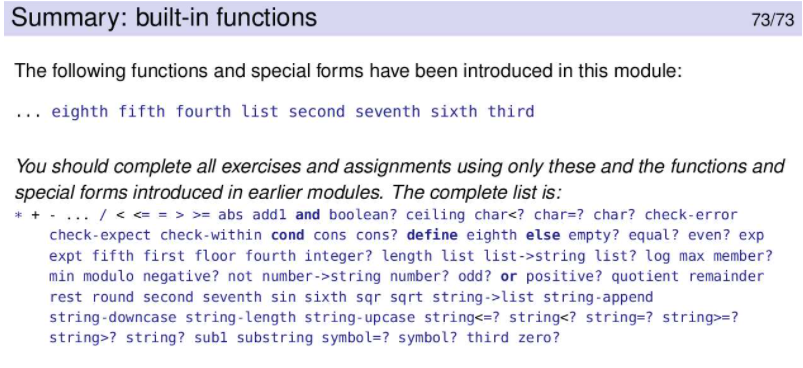 Summary: built-in functions 73/73
The following functions and special forms have been introduced in this module:
... eighth fifth fourth list second seventh sixth third
You should complete all exercises and assignments using only these and the functions and
special forms introduced in earlier modules. The complete list is:
* + - ... / < <= = > >= abs add1 and boolean? ceiling char<? char=? char? check-error
check-expect check-within cond cons cons? define eighth else empty? equal? even? exp
expt fifth first floor fourth integer? length list list->string list? log max member?
min modulo negative? not number->string number? odd? or positive? quotient remainder
rest round second seventh sin sixth sqr sqrt string->list string-append
string-downcase string-length string-upcase string<=? string<? string=? string>=?
string>? string? sub1 substring symbol=? symbol? third zero?